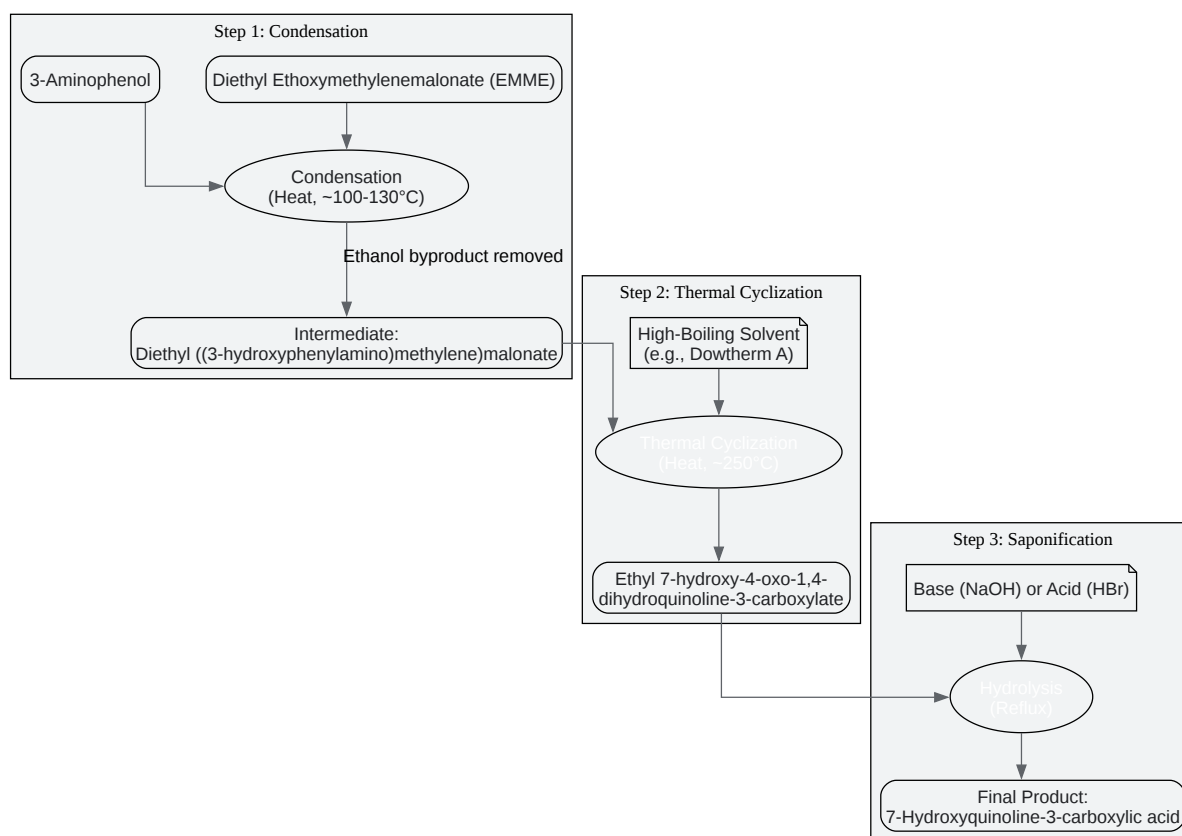 Step 1: Condensation
3-Aminophenol
Diethyl Ethoxymethylenemalonate (EMME)
Condensation
(Heat, ~100-130°C)
Ethanol byproduct removed
Intermediate:
Diethyl ((3-hydroxyphenylamino)methylene)malonate
Step 2: Thermal Cyclization
High-Boiling Solvent
(e.g., Dowtherm A)
Thermal Cyclization
(Heat, ~250°C)
Ethyl 7-hydroxy-4-oxo-1,4-
dihydroquinoline-3-carboxylate
Step 3: Saponification
Base (NaOH) or Acid (HBr)
Hydrolysis
(Reflux)
Final Product:
7-Hydroxyquinoline-3-carboxylic acid